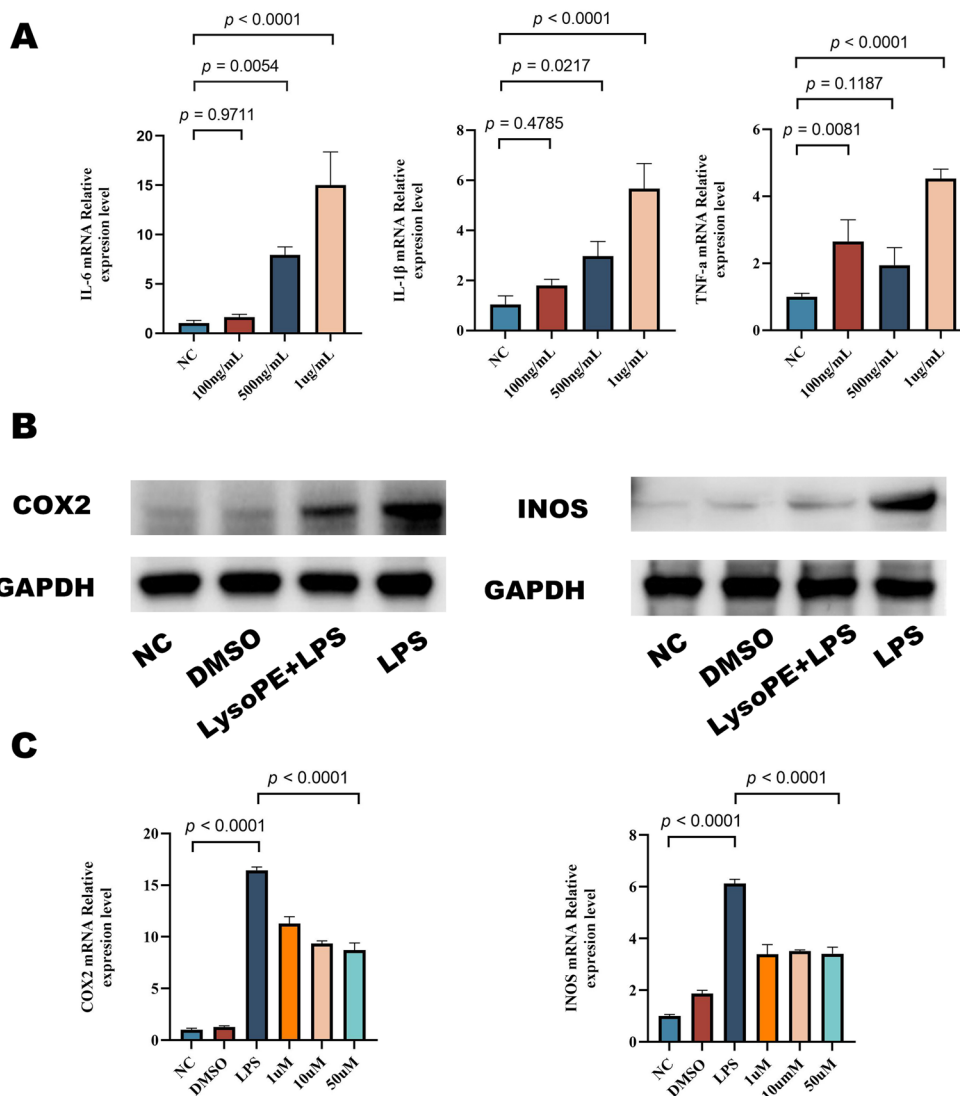 A
p < 0.0001
p = 0.0054
p = 0.9711
IL-6 mRNA Relative
expresion level
20
15
10
5
0
NC
100ng/mL
500ng/mL
1ug/mL
p < 0.0001
p = 0.0217
p = 0.4785
IL-1β mRNA Relative
expresion level
8
6
4
2
0
NC
100ng/mL
500ng/mL
1ug/mL
p < 0.0001
p = 0.1187
p = 0.0081
TNF-a mRNA Relative
expresion level
6
4
2
0
NC
100ng/mL
500ng/mL
1ug/mL
B
COX2
GAPDH
NC
DMSO
LysoPE+LPS
LPS
INOS
GAPDH
NC
DMSO
LysoPE+LPS
LPS
C
p < 0.0001
p < 0.0001
COX2 mRNA Relative
expresion level
20
15
10
5
0
NC
DMSO
LPS
1uM
10uM
50uM
p < 0.0001
p < 0.0001
INOS mRNA Relative
expresion level
8
6
4
2
0
NC
DMSO
LPS
1uM
10umM
50uM